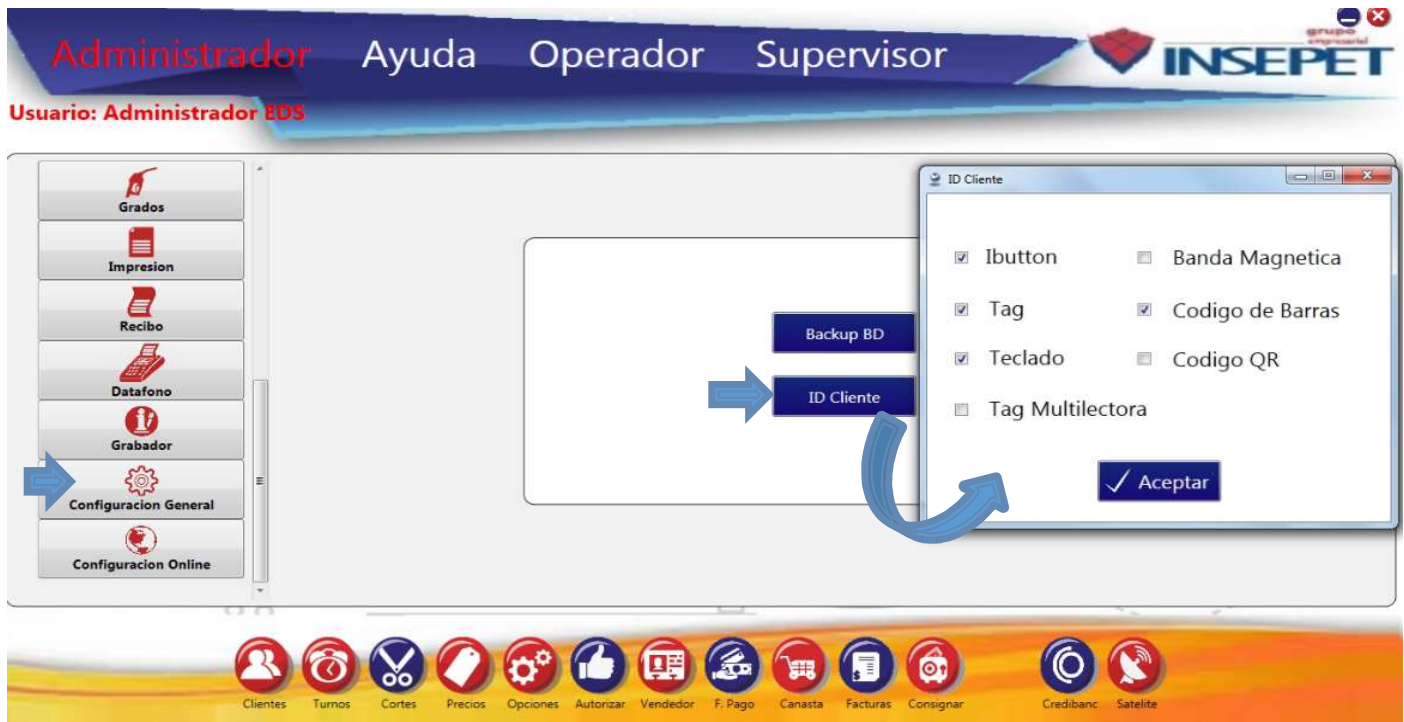 Administrador Ayuda Operador Supervisor
grupo
empresarial
INSEPET
Usuario: Administrador EDS
Grados
Impresion
Recibo
Datafono
Grabador
Configuracion General
Configuracion Online
Backup BD
ID Cliente
ID Cliente
Ibutton
Banda Magnetica
Tag
Codigo de Barras
Teclado
Codigo QR
Tag Multilectora
Aceptar
Clientes Turnos Cortes Precios Opciones Autorizar Vendedor F. Pago Canasta Facturas Consignar Credibanc Satelite